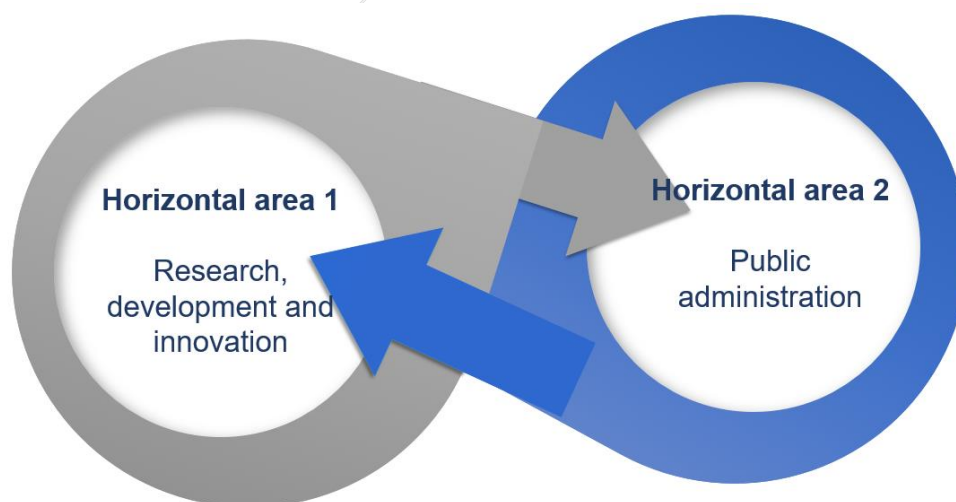 Horizontal area 1
Research,
development and
innovation
Horizontal area 2
Public
administration